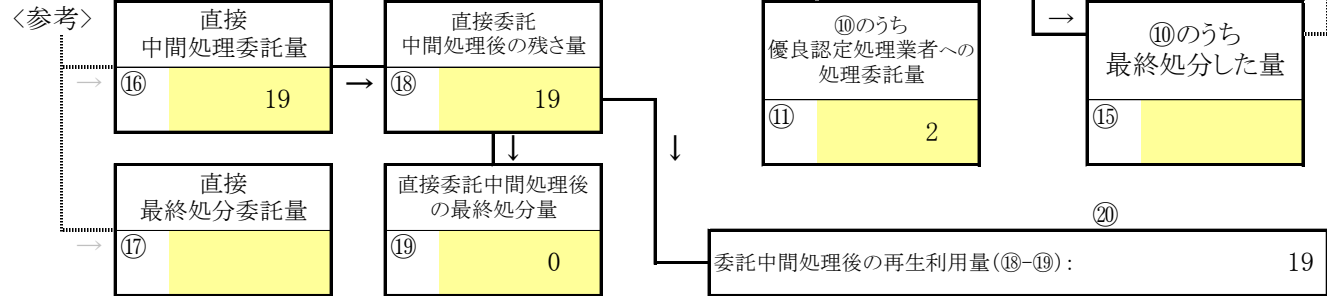 〈参考〉
直接
中間処理委託量
⑯
19
→
→
直接委託
中間処理後の残さ量
⑱
19
⑩のうち
優良認定処理業者への
処理委託量
⑪
2
→
⑩のうち
最終処分した量
⑮
↓
↓
直接
最終処分委託量
→
⑰
直接委託中間処理後
の最終処分量
⑲
0
⑳
委託中間処理後の再生利用量(⑱-⑲): 19